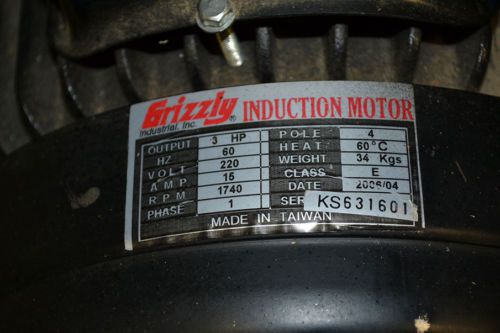 Grizzly® INDUCTION MOTOR
Industrial, Inc.
OUTPUT 3 HP POLE 4
HZ 60 HEAT 60°C
VOLT 220 WEIGHT 34 Kgs
AMP. 15 CLASS E
RPM 1740 DATE 2006/04
PHASE 1 SER KS631601
MADE IN TAIWAN